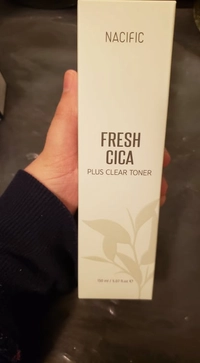 NACIFIC
FRESH
CICA
PLUS CLEAR TONER